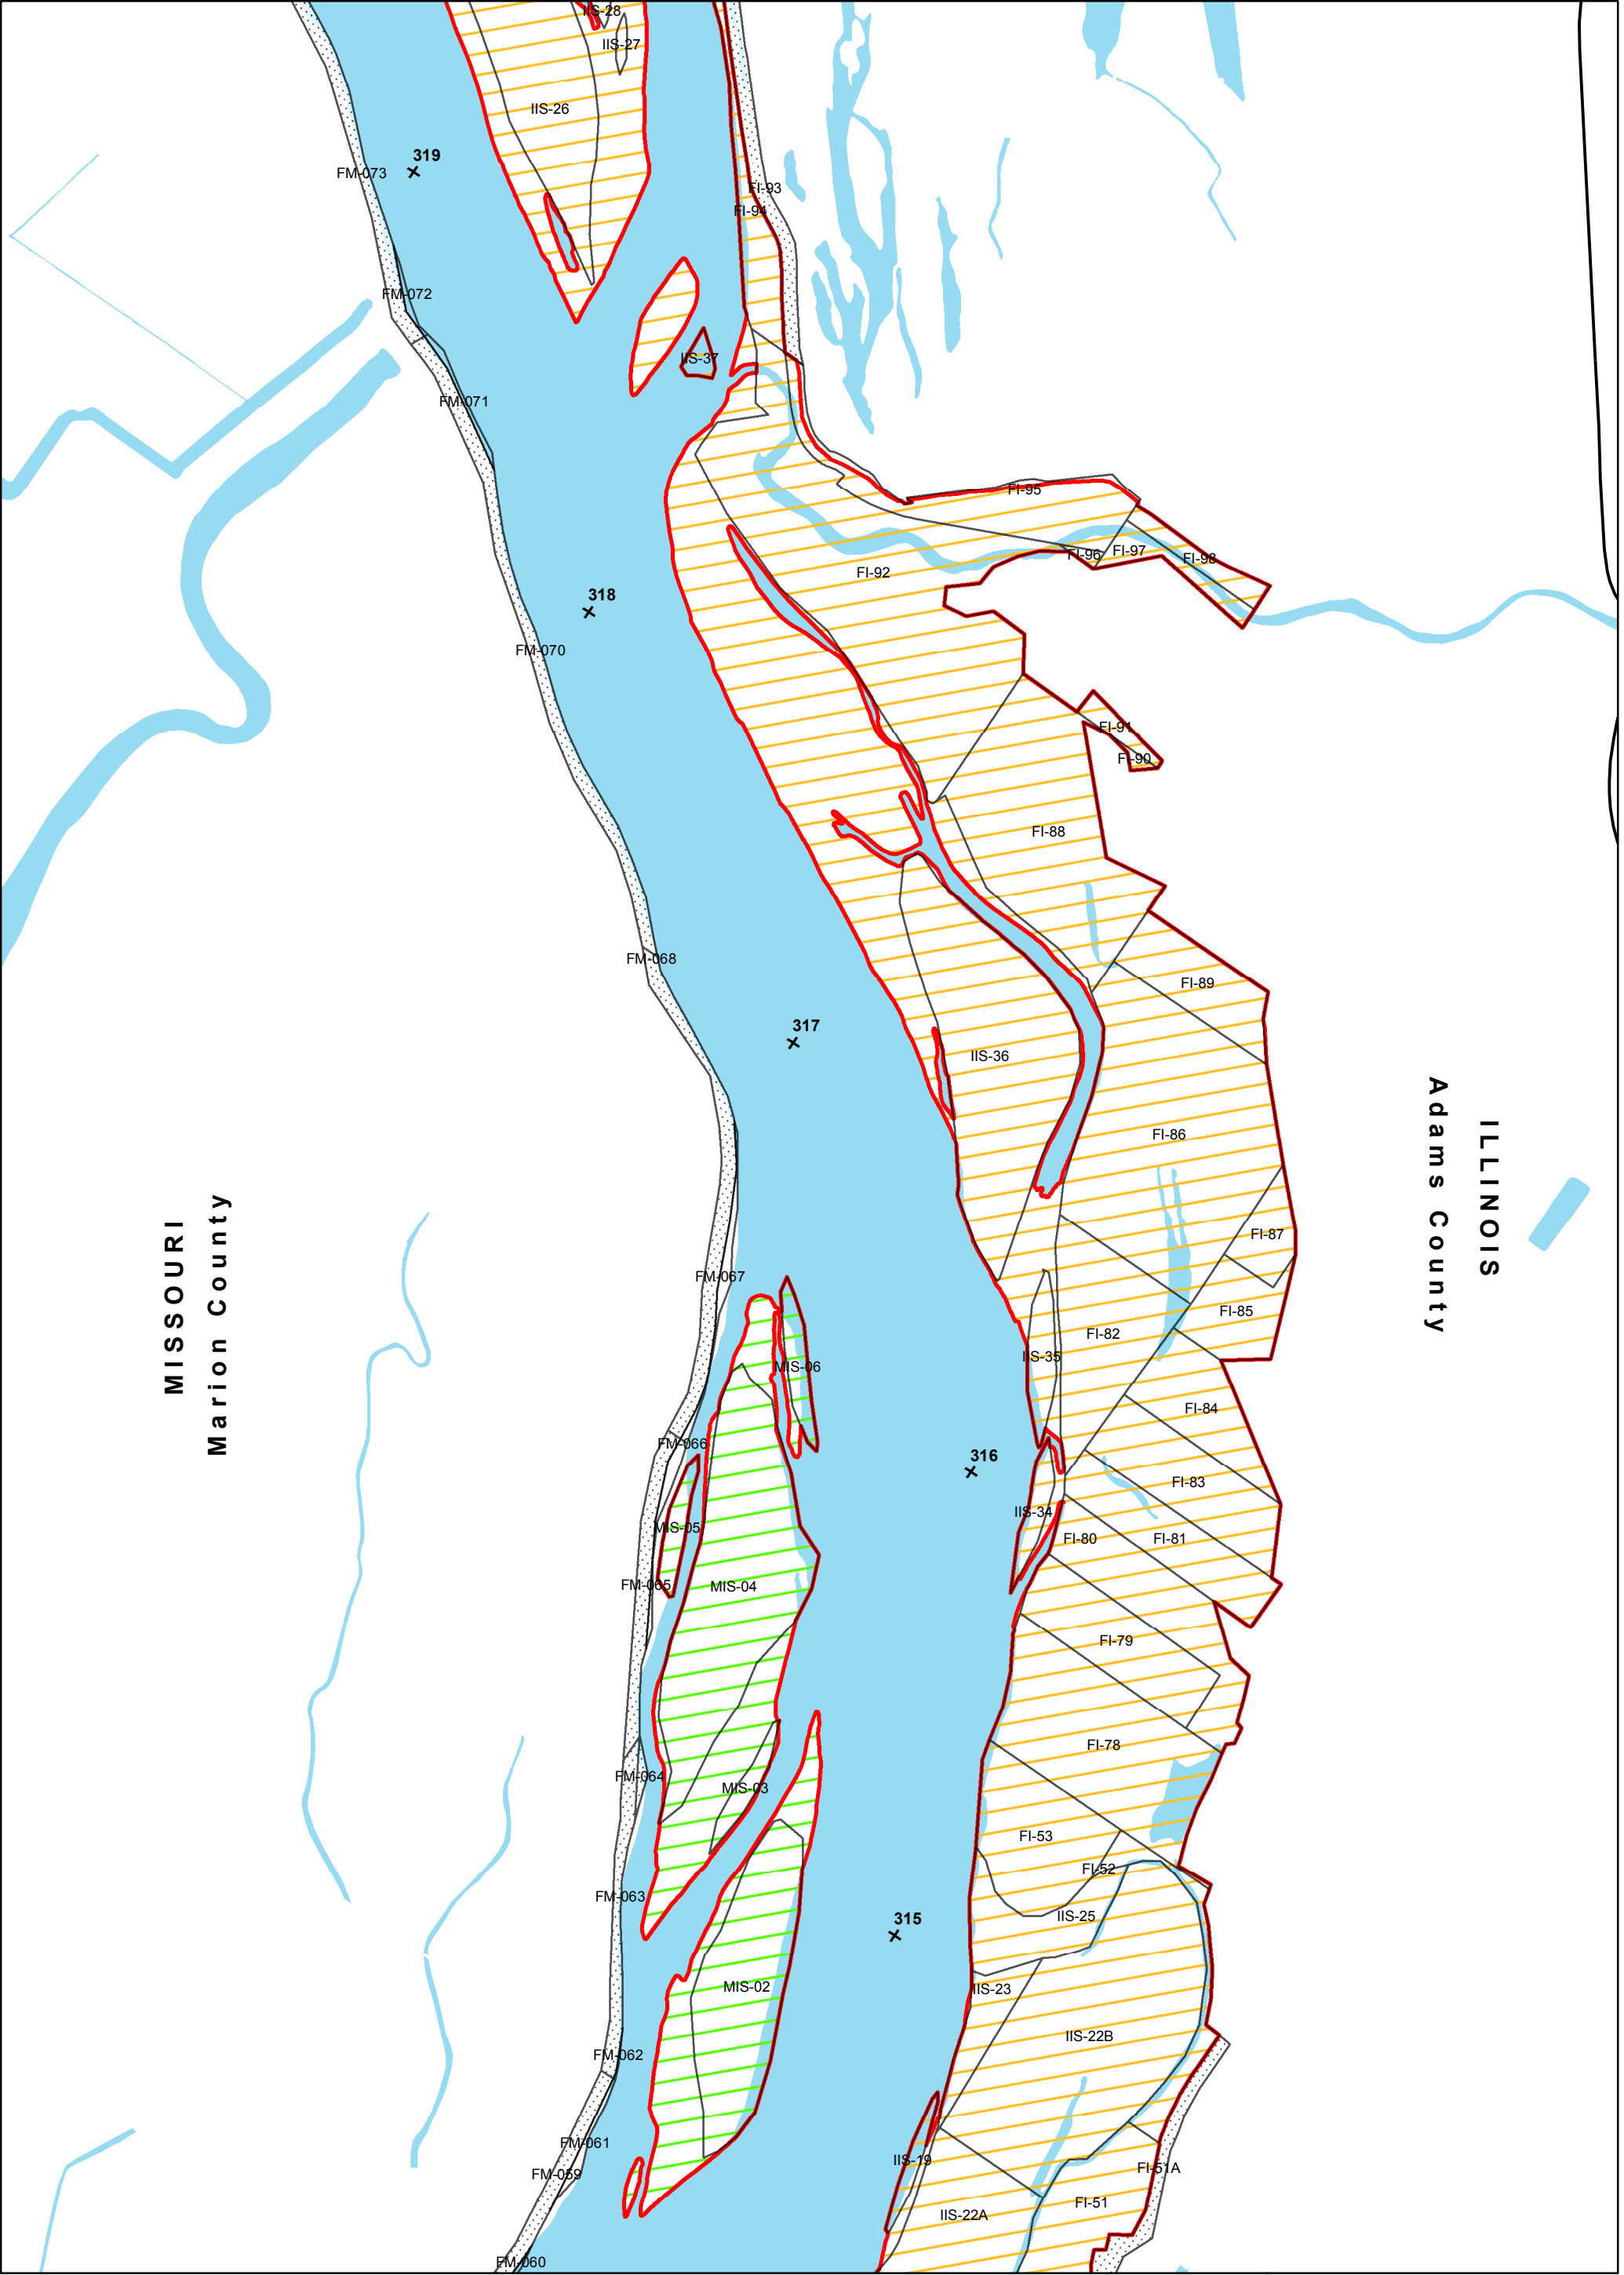 IIS-28
IIS-27
IIS-26
319
FM-073
FI-93
FI-94
FM-072
IIS-37
FM-071
FI-95
FI-96
FI-97
FI-98
FI-92
318
FM-070
FI-91
FI-90
FI-88
FM-068
FI-89
317
IIS-36
FI-86
ILLINOIS
Adams County
MISSOURI
Marion County
FI-87
FM-067
FI-85
FI-82
IIS-35
MIS-06
FI-84
FM-066
316
FI-83
IIS-34
MIS-05
FI-80
FI-81
FM-065
MIS-04
FI-79
FI-78
FM-064
MIS-03
FI-53
FI-52
FM-063
IIS-25
315
MIS-02
IIS-23
IIS-22B
FM-062
FM-061
IIS-19
FI-51A
FM-059
FI-51
IIS-22A
FM-060